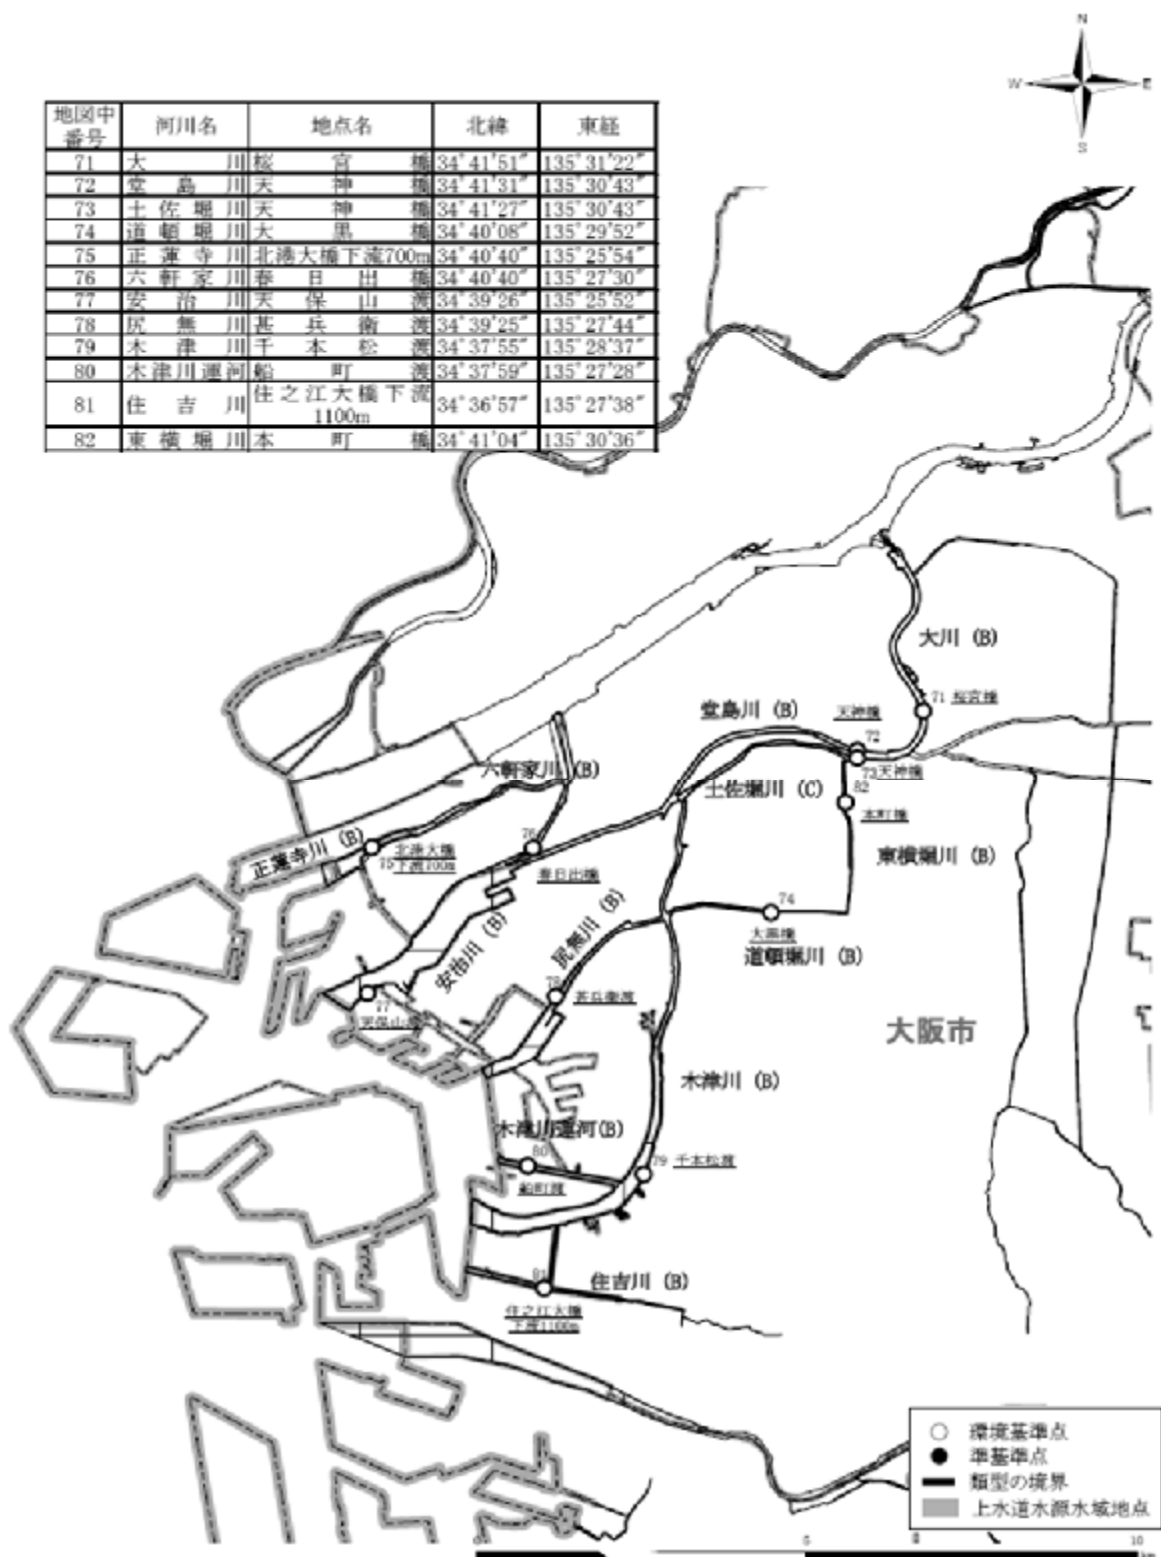 N
W E
S
地図中番号 河川名 地点名 北緯 東経
71 大川 桜宮橋 34°41'51" 135°31'22"
72 堂島川 天神橋 34°41'31" 135°30'43"
73 土佐堀川 天神橋 34°41'27" 135°30'43"
74 道頓堀川 大黒橋 34°40'08" 135°29'52"
75 正蓮寺川 北港大橋下流700m 34°40'40" 135°25'54"
76 六軒家川 春日出橋 34°40'40" 135°27'30"
77 安治川 天保山渡 34°39'26" 135°25'52"
78 尻無川 甚兵衛渡 34°39'25" 135°27'44"
79 木津川 千本松渡 34°37'55" 135°28'37"
80 木津川運河 船町渡 34°37'59" 135°27'28"
81 住吉川 住之江大橋下流1100m 34°36'57" 135°27'38"
82 東横堀川 本町橋 34°41'04" 135°30'36"
大川 (B)
71 桜宮橋
堂島川 (B)
天神橋
72
73天神橋
六軒家川 (B)
土佐堀川 (C)
82
本町橋
正蓮寺川 (B)
75
北港大橋
下流700m
76
春日出橋
東横堀川 (B)
74
大黒橋
道頓堀川 (B)
安治川 (B)
尻無川 (B)
78
甚兵衛渡
77
天保山渡
大阪市
木津川 (B)
木津川運河(B)
80
船町渡
79 千本松渡
81
住吉川 (B)
住之江大橋
下流1100m
環境基準点
準基準点
類型の境界
上水道水源水域地点
10